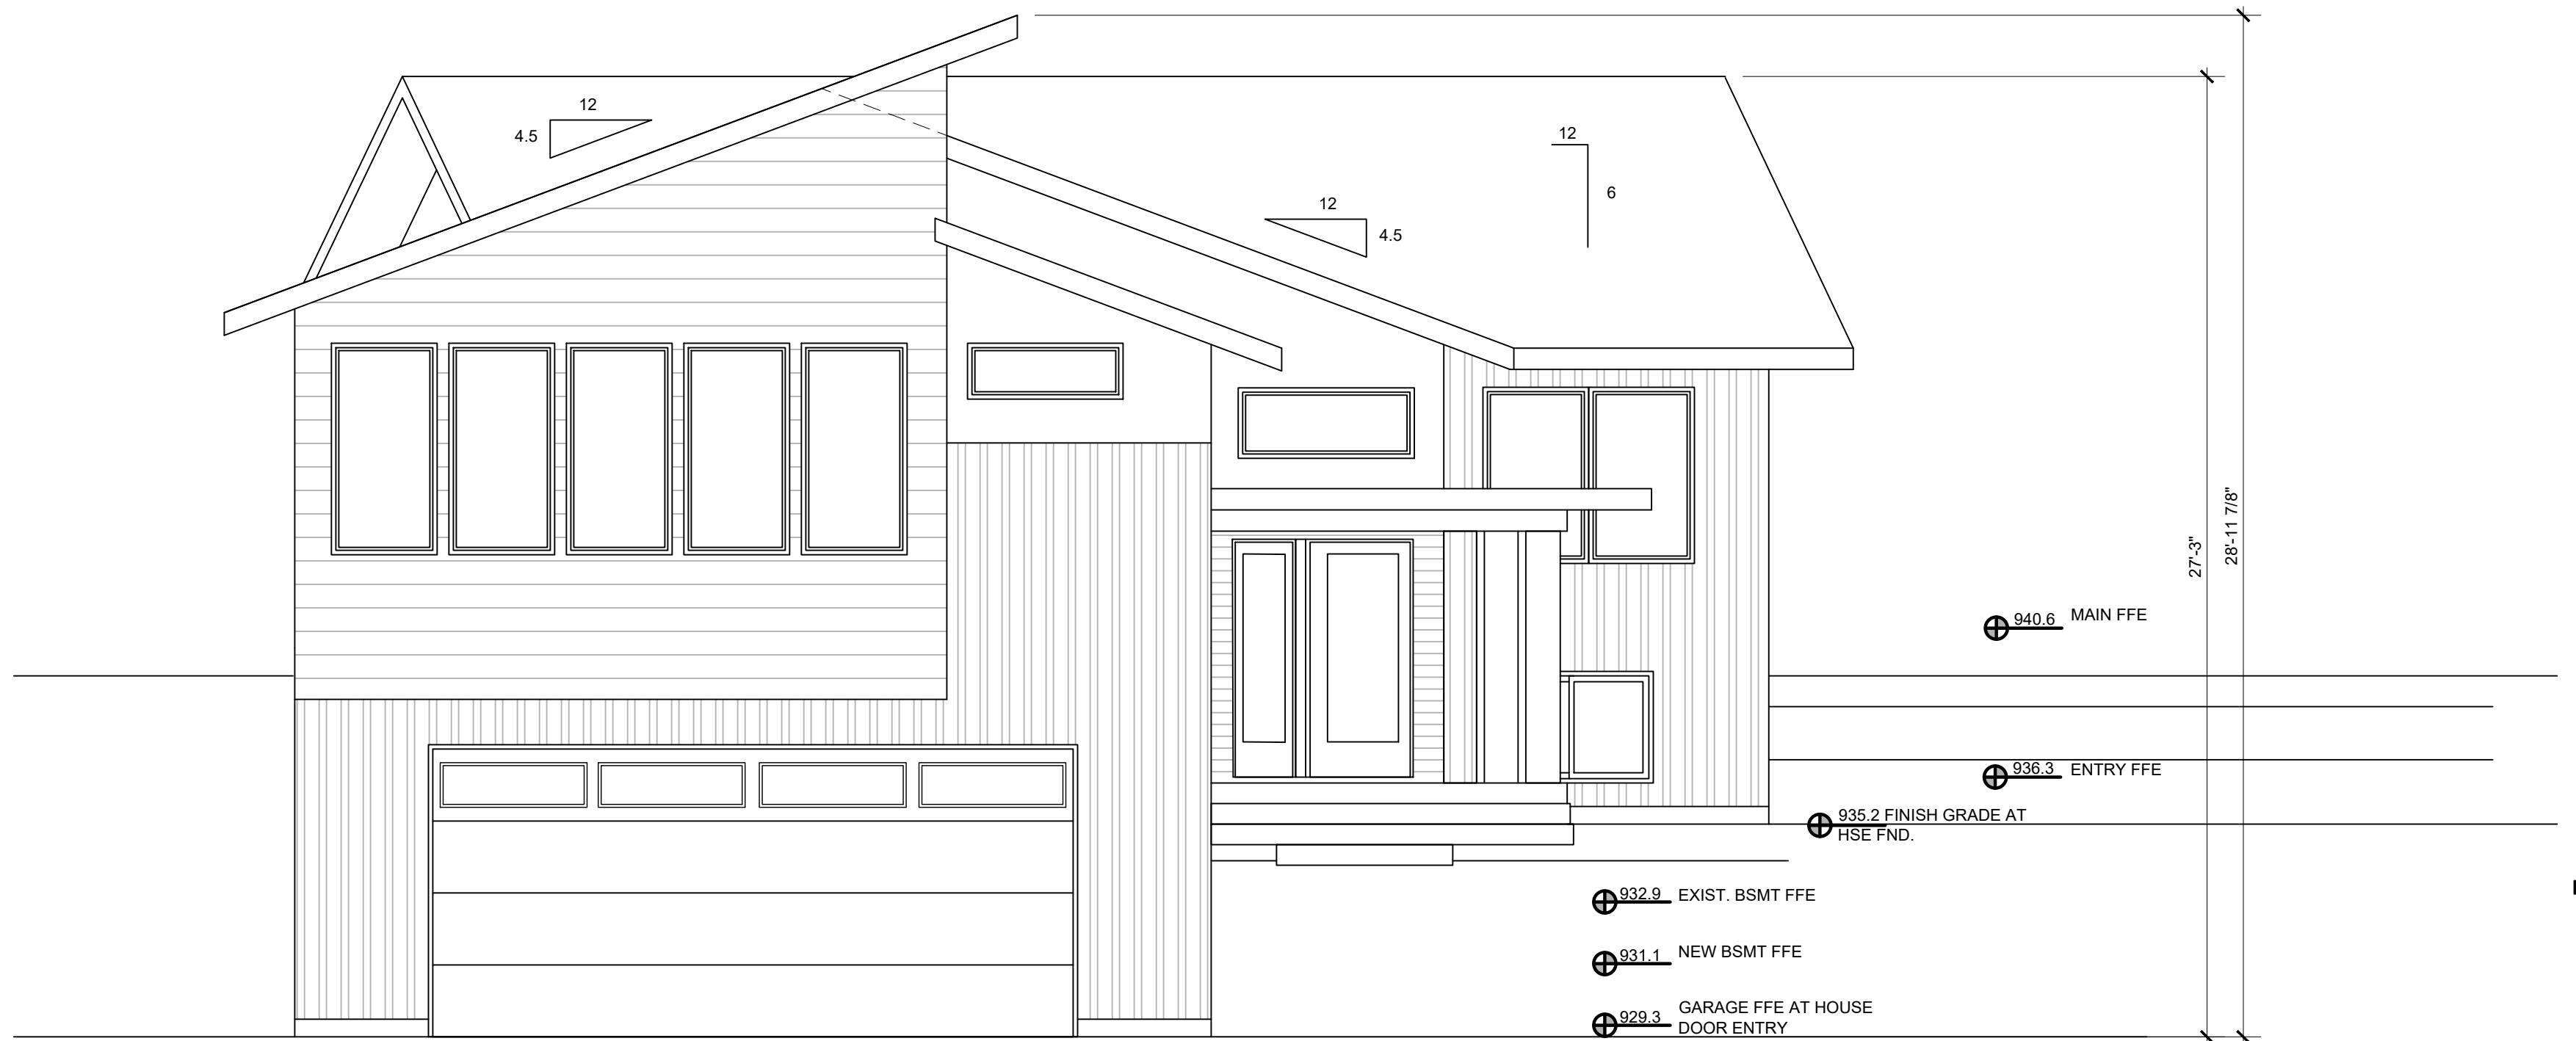 12
4.5
12
6
12
4.5
27'-3"
28'-11 7/8"
940.6 MAIN FFE
936.3 ENTRY FFE
935.2 FINISH GRADE AT
HSE FND.
932.9 EXIST. BSMT FFE
931.1 NEW BSMT FFE
929.3 GARAGE FFE AT HOUSE
DOOR ENTRY